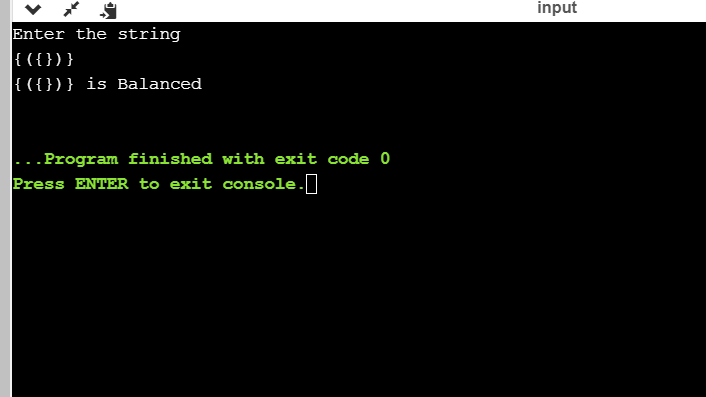 input
Enter the string
{({})}
{({})} is Balanced
...Program finished with exit code 0
Press ENTER to exit console.